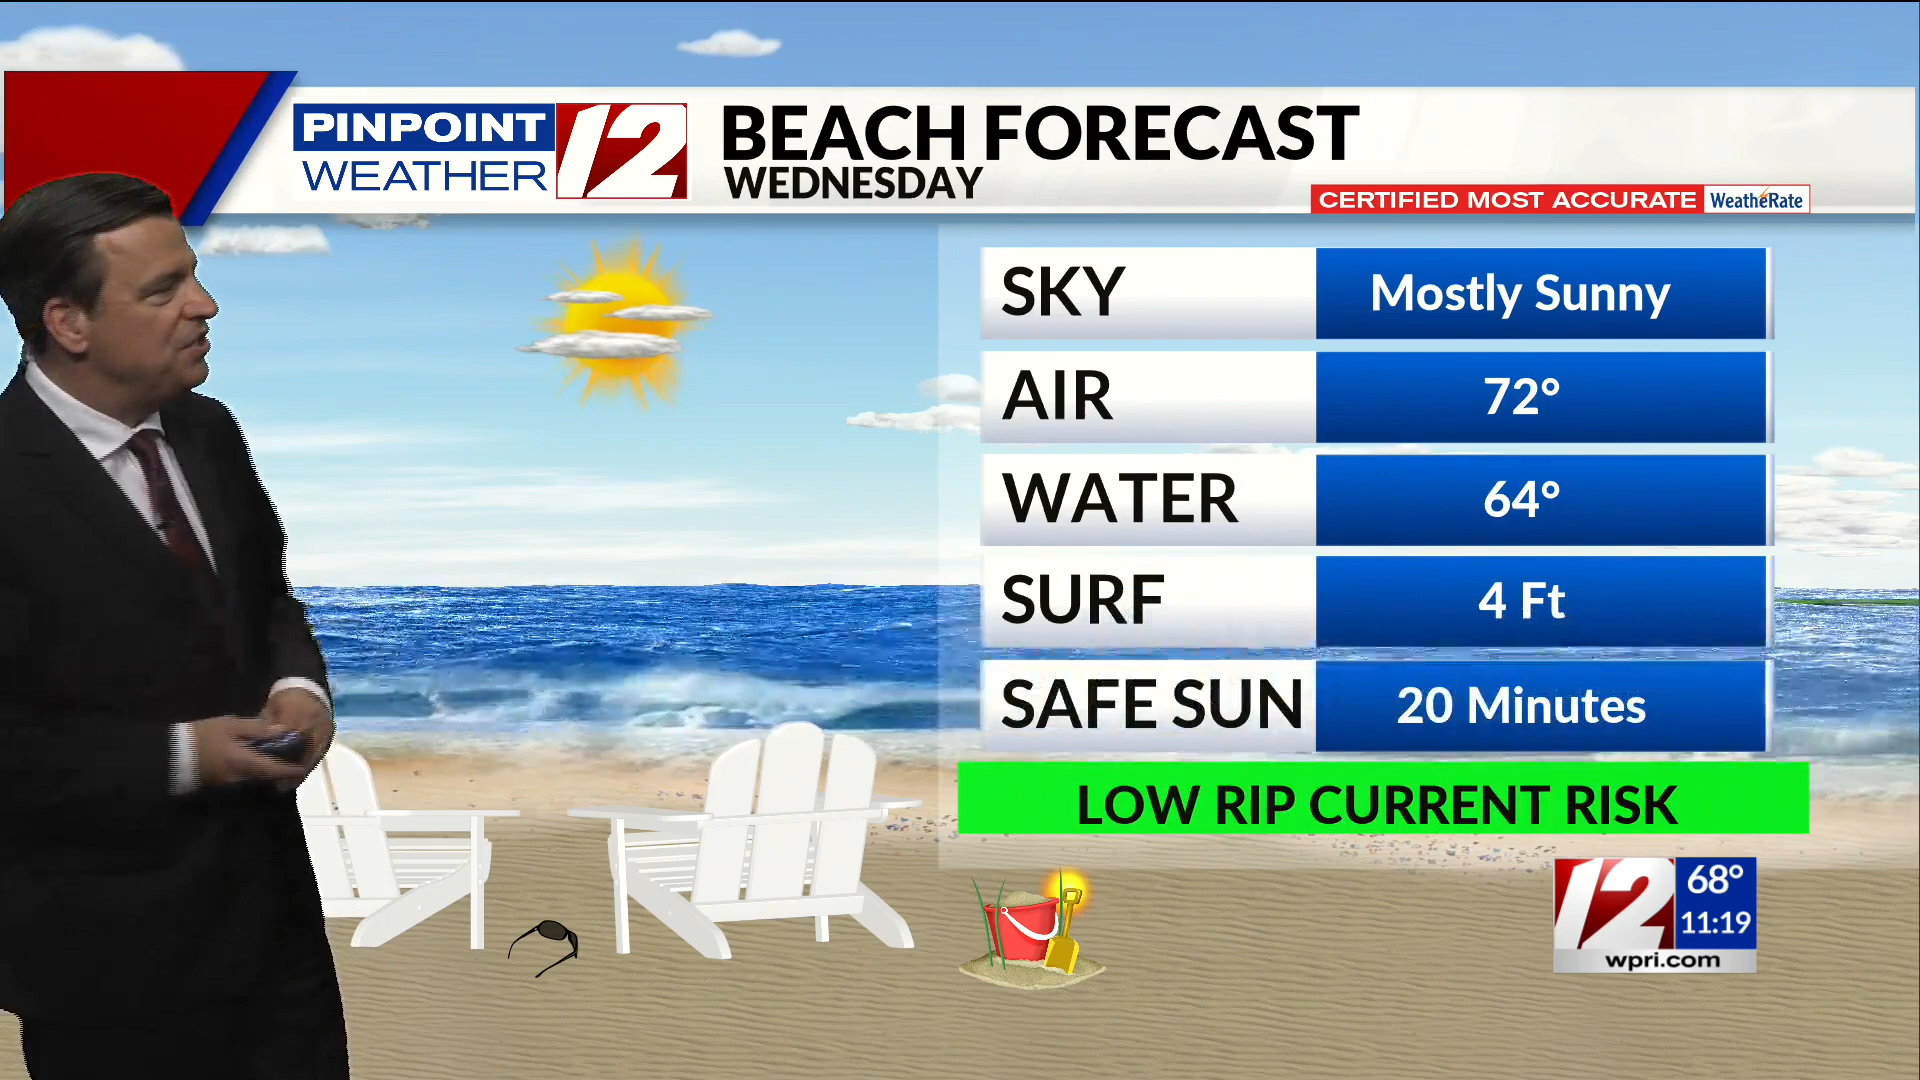 PINPOINT
WEATHER
12
BEACH FORECAST
WEDNESDAY
CERTIFIED MOST ACCURATE WeatheRate
SKY Mostly Sunny
AIR 72°
WATER 64°
SURF 4 Ft
SAFE SUN 20 Minutes
LOW RIP CURRENT RISK
12 68°
11:19
wpri.com